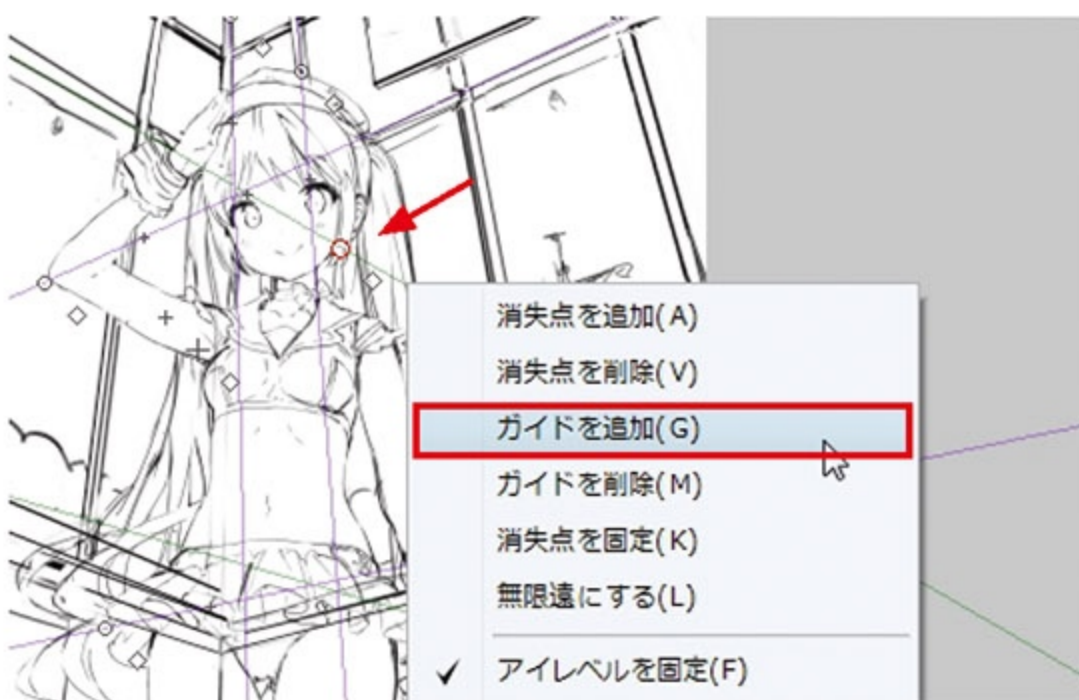 消失点を追加(A)
消失点を削除(V)
ガイドを追加(G)
ガイドを削除(M)
消失点を固定(K)
無限遠にする(L)
アイレベルを固定(F)